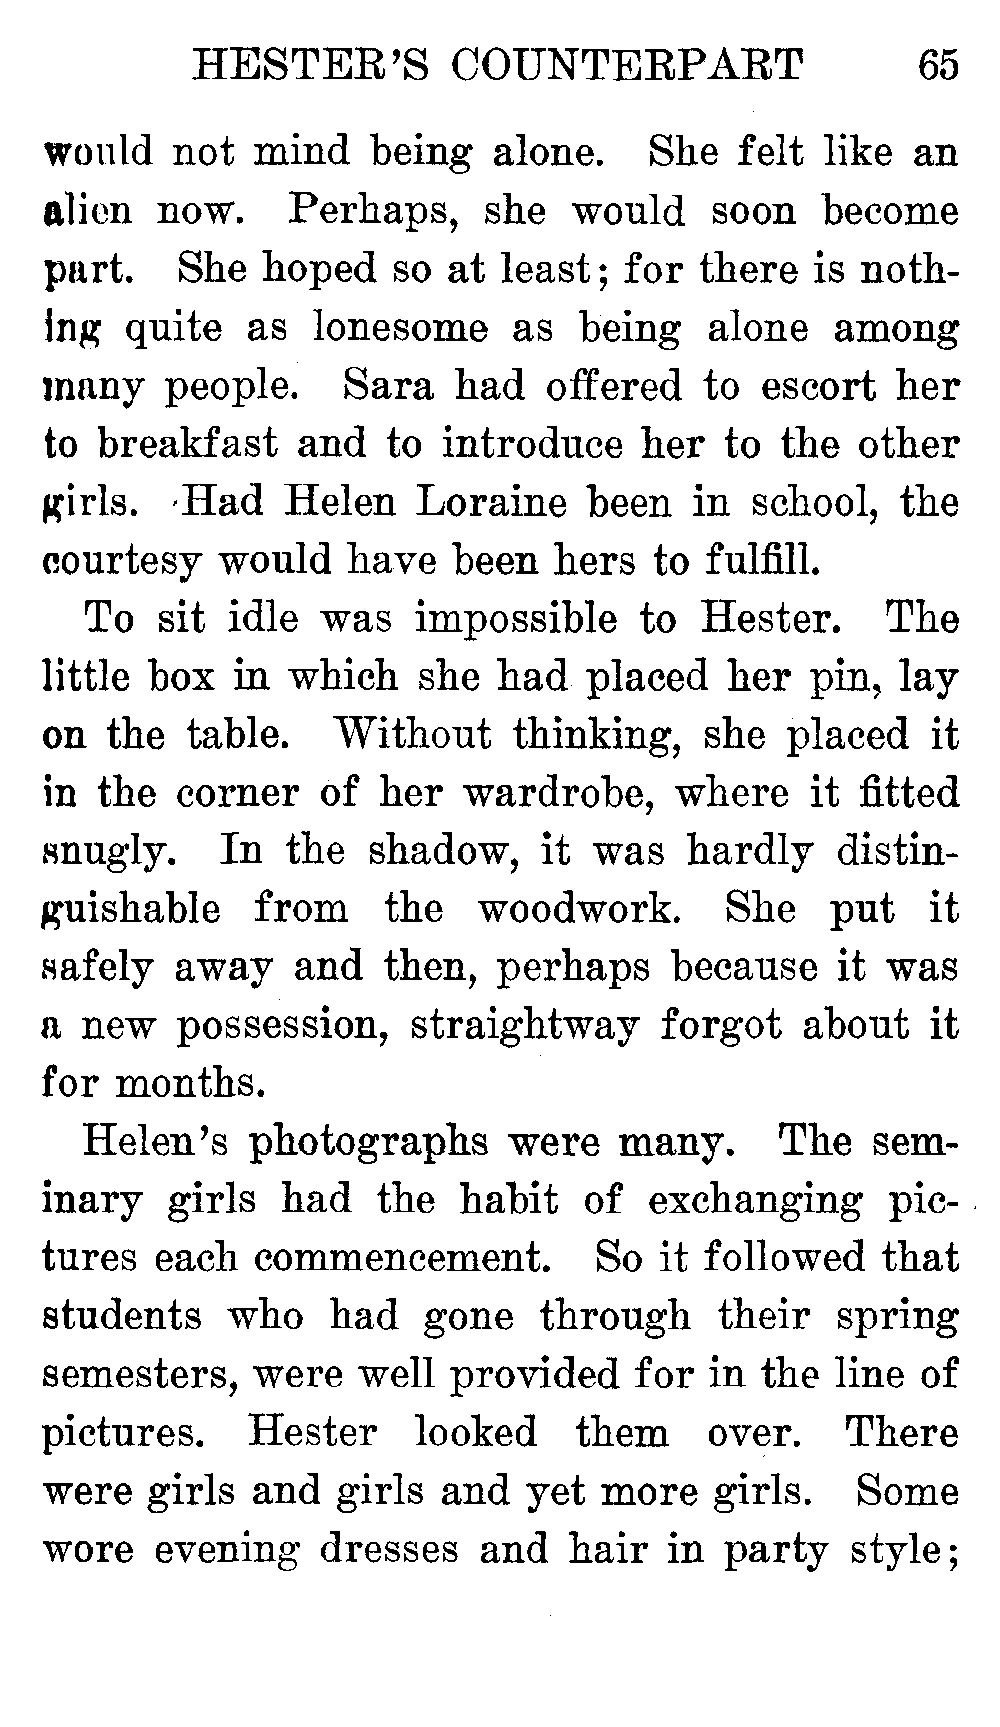 HESTER'S COUNTERPART 65
would not mind being alone. She felt like an
alien now. Perhaps, she would soon become
part. She hoped so at least; for there is noth-
ing quite as lonesome as being alone among
many people. Sara had offered to escort her
to breakfast and to introduce her to the other
girls. Had Helen Loraine been in school, the
courtesy would have been hers to fulfill.
To sit idle was impossible to Hester. The
little box in which she had placed her pin, lay
on the table. Without thinking, she placed it
in the corner of her wardrobe, where it fitted
snugly. In the shadow, it was hardly distin-
guishable from the woodwork. She put it
safely away and then, perhaps because it was
a new possession, straightway forgot about it
for months.
Helen's photographs were many. The sem-
inary girls had the habit of exchanging pic-
tures each commencement. So it followed that
students who had gone through their spring
semesters, were well provided for in the line of
pictures. Hester looked them over. There
were girls and girls and yet more girls. Some
wore evening dresses and hair in party style;